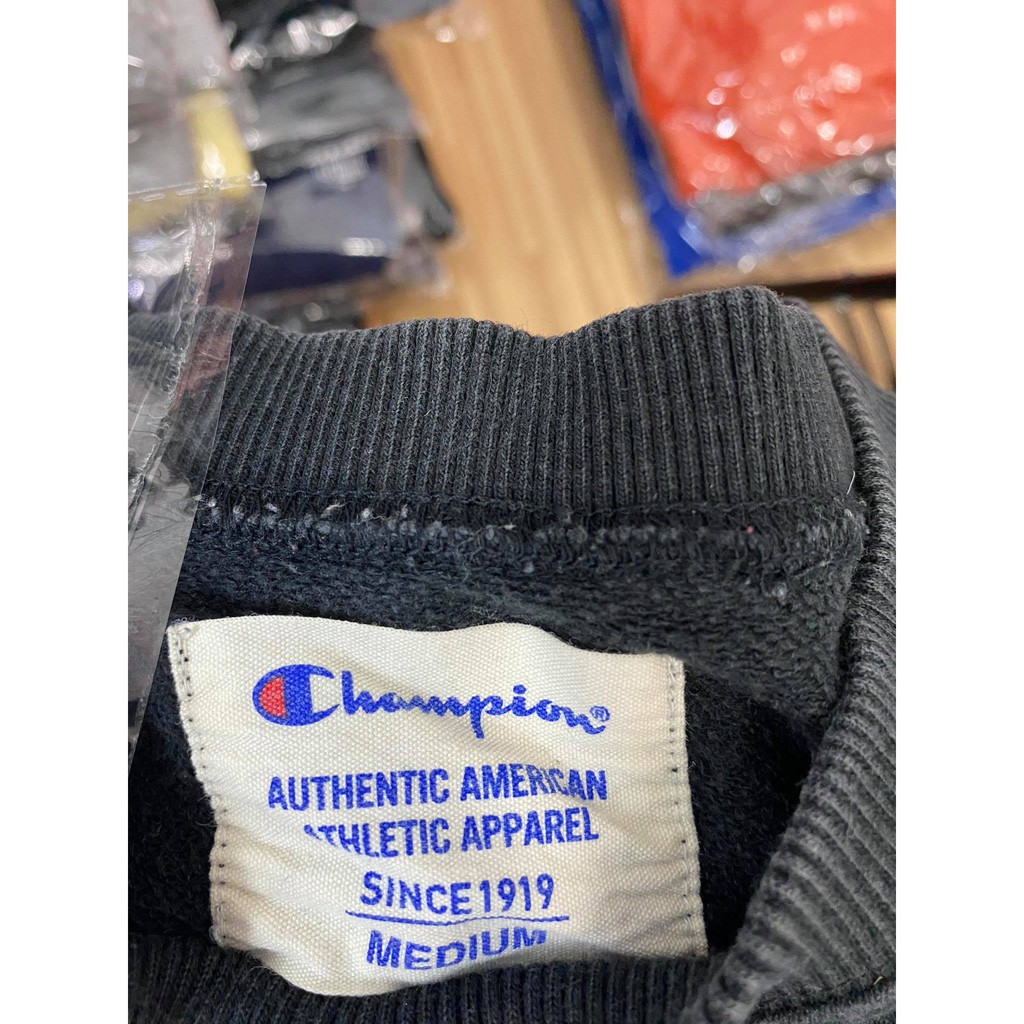 Champion®
AUTHENTIC AMERICAN
ATHLETIC APPAREL
SINCE 1919
MEDIUM